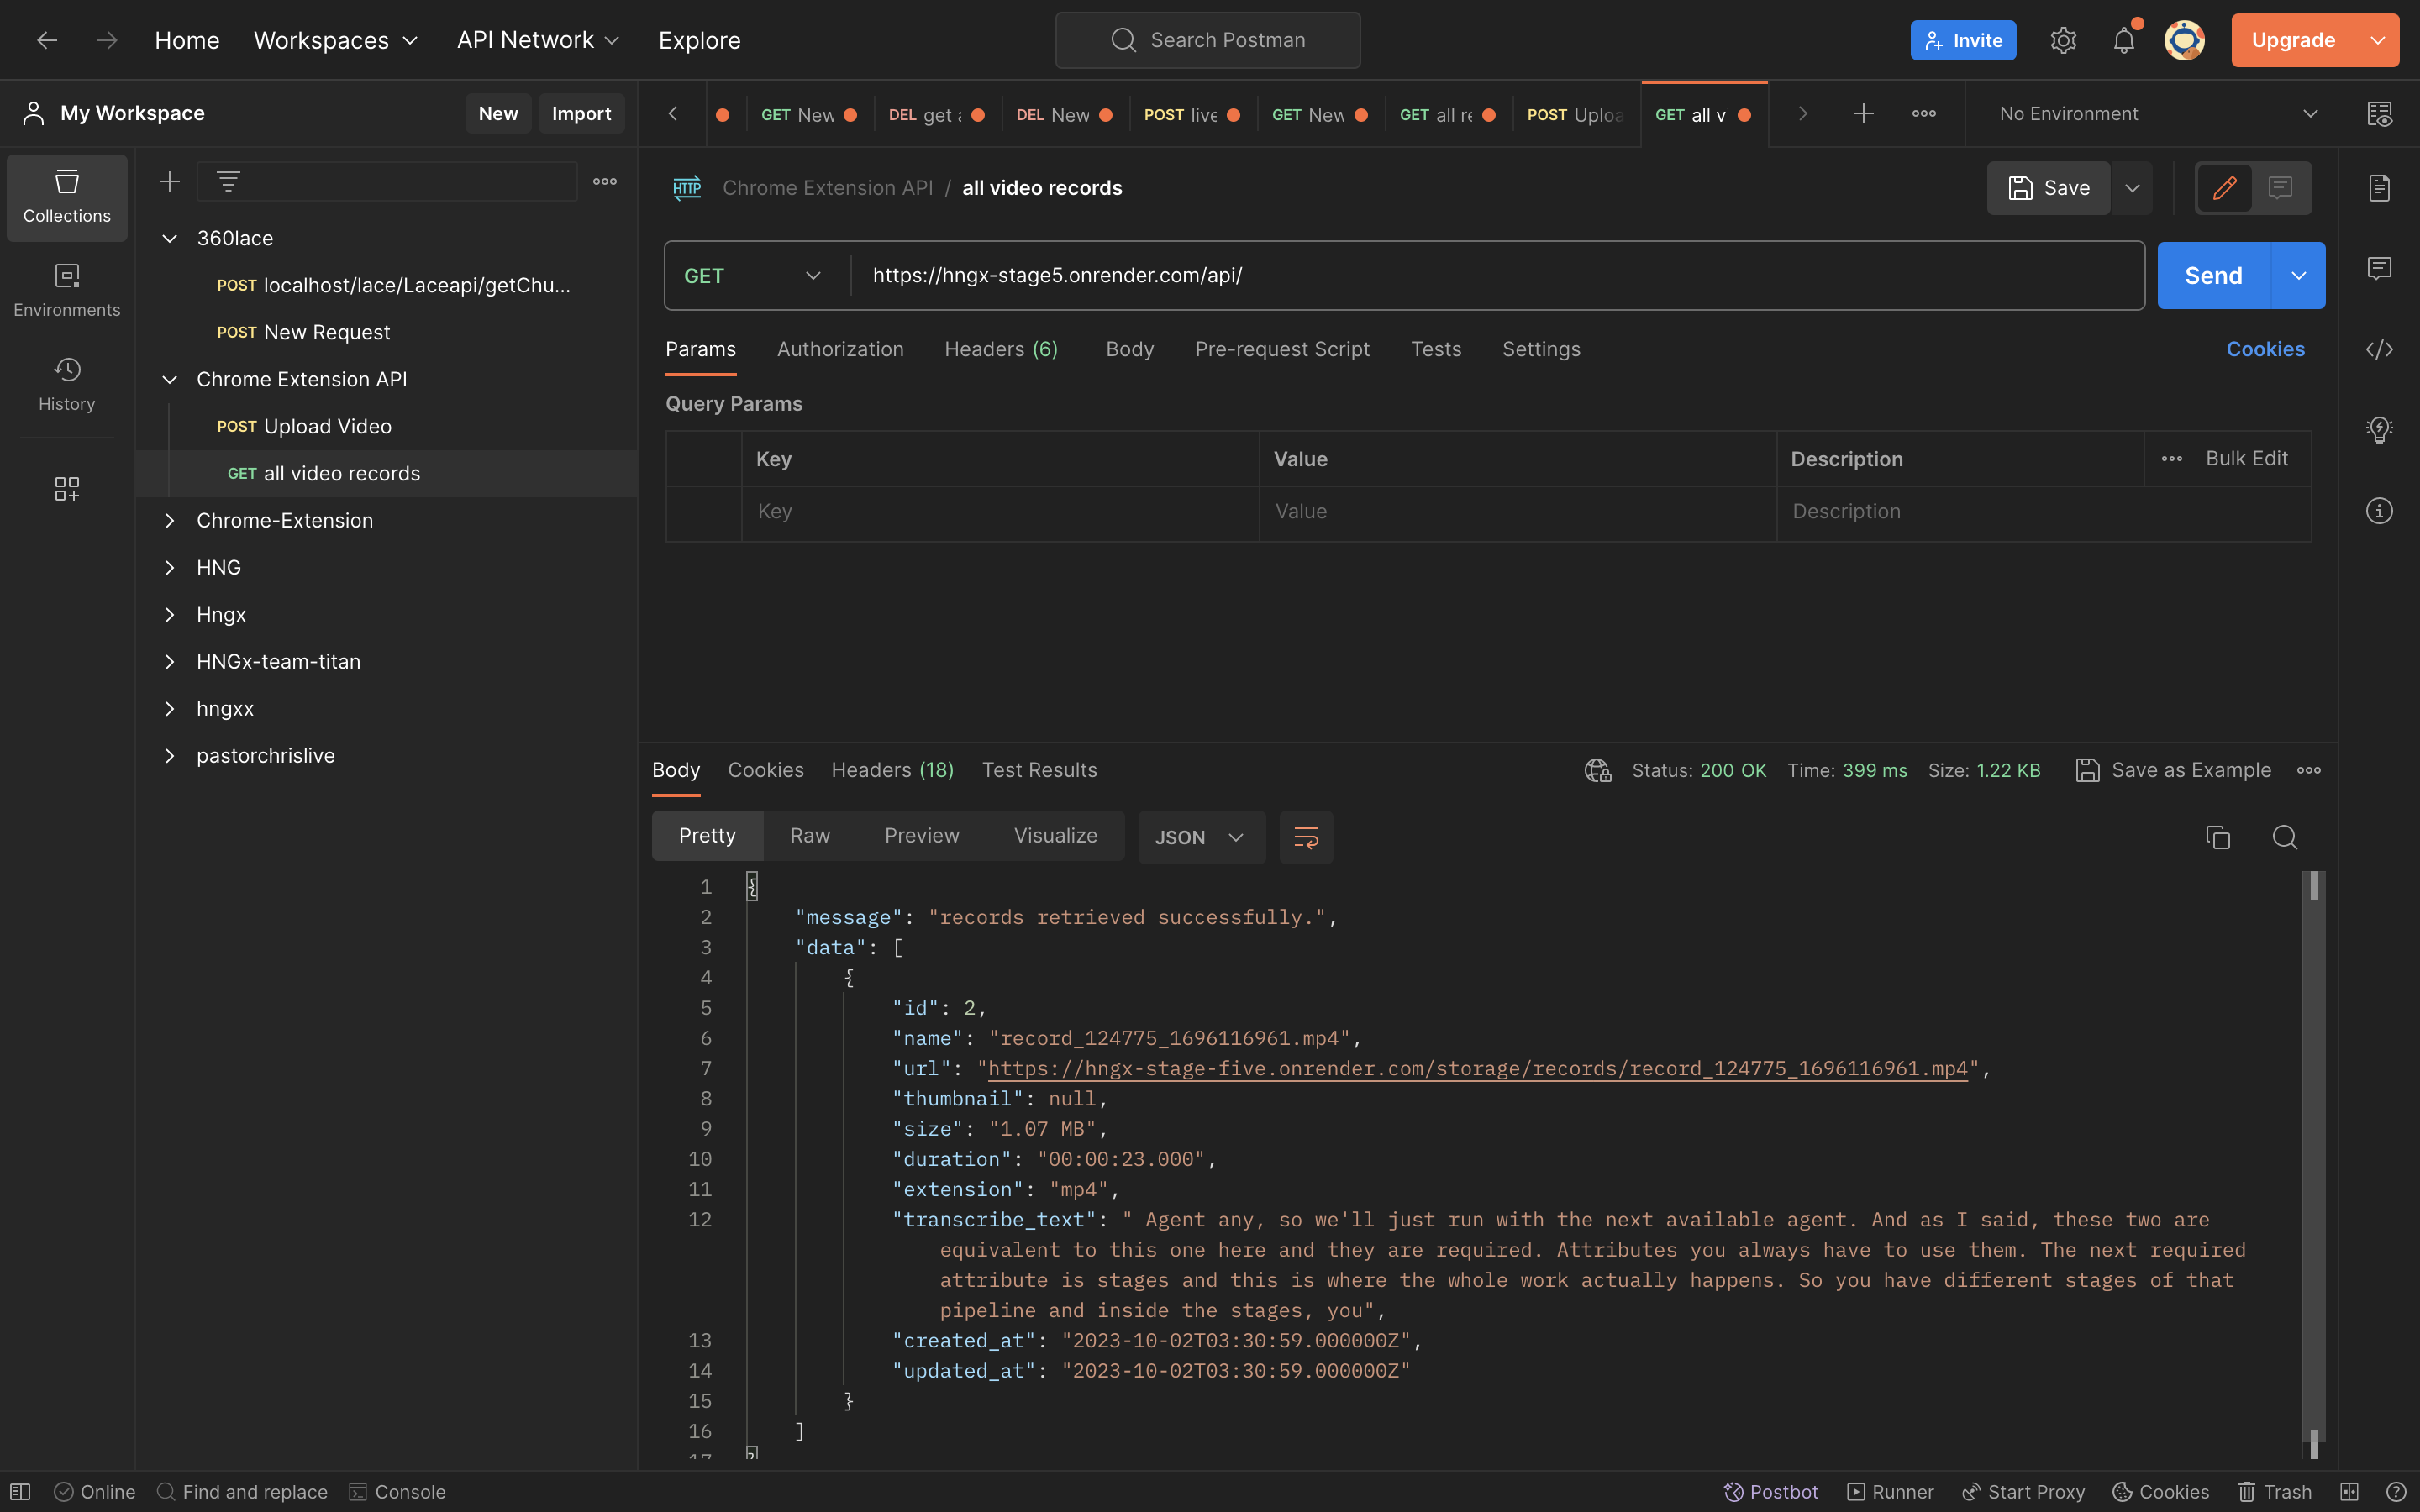 Home
Workspaces
API Network
Explore
Search Postman
Invite
Upgrade
My Workspace
New
Import
GET New
DEL get a
DEL New
POST live
GET New
GET all re
POST Uploa
GET all v
No Environment
Collections
Environments
History
360lace
POST localhost/lace/Laceapi/getChu...
POST New Request
Chrome Extension API
POST Upload Video
GET all video records
Chrome-Extension
HNG
Hngx
HNGx-team-titan
hngxx
pastorchrislive
HTTP
Chrome Extension API / all video records
Save
GET
https://hngx-stage5.onrender.com/api/
Send
Params
Authorization
Headers (6)
Body
Pre-request Script
Tests
Settings
Cookies
Query Params
Key
Value
Description
Bulk Edit
Key
Value
Description
Body
Cookies
Headers (18)
Test Results
Status: 200 OK
Time: 399 ms
Size: 1.22 KB
Save as Example
Pretty
Raw
Preview
Visualize
JSON
1 {
2 "message": "records retrieved successfully.",
3 "data": [
4 {
5 "id": 2,
6 "name": "record_124775_1696116961.mp4",
7 "url": "https://hngx-stage-five.onrender.com/storage/records/record_124775_1696116961.mp4",
8 "thumbnail": null,
9 "size": "1.07 MB",
10 "duration": "00:00:23.000",
11 "extension": "mp4",
12 "transcribe_text": " Agent any, so we'll just run with the next available agent. And as I said, these two are
equivalent to this one here and they are required. Attributes you always have to use them. The next required
attribute is stages and this is where the whole work actually happens. So you have different stages of that
pipeline and inside the stages, you",
13 "created_at": "2023-10-02T03:30:59.000000Z",
14 "updated_at": "2023-10-02T03:30:59.000000Z"
15 }
16 ]
17 }
Online
Find and replace
Console
Postbot
Runner
Start Proxy
Cookies
Trash